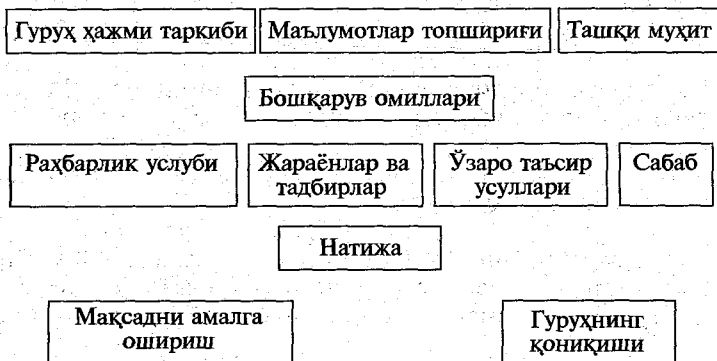 Гуруҳ ҳажми таркиби Маълумотлар топшириғи Ташқи муҳит
Бошқарув омиллари
Раҳбарлик услуби Жараёнлар ва тадбирлар Ўзаро таъсир усуллари Сабаб
Натижа
Мақсадни амалга ошириш Гуруҳнинг қониқиши